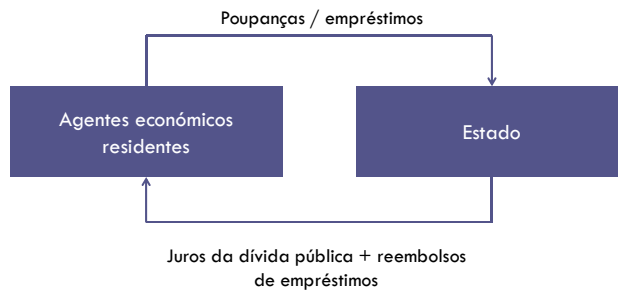 Poupanças / empréstimos
Agentes económicos
residentes
Estado
Juros da dívida pública + reembolsos
de empréstimos